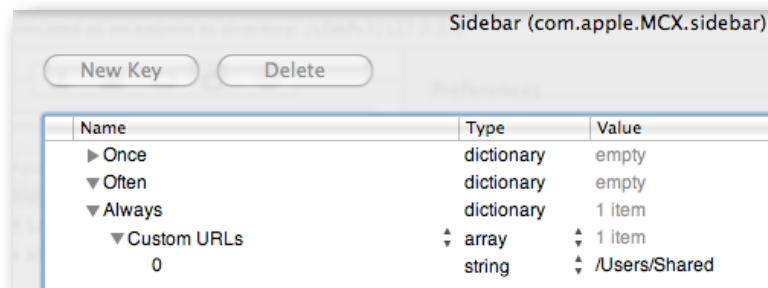 Sidebar (com.apple.MCX.sidebar)
New Key Delete
Name Type Value
Once dictionary empty
Often dictionary empty
Always dictionary 1 item
Custom URLs array 1 item
0 string /Users/Shared